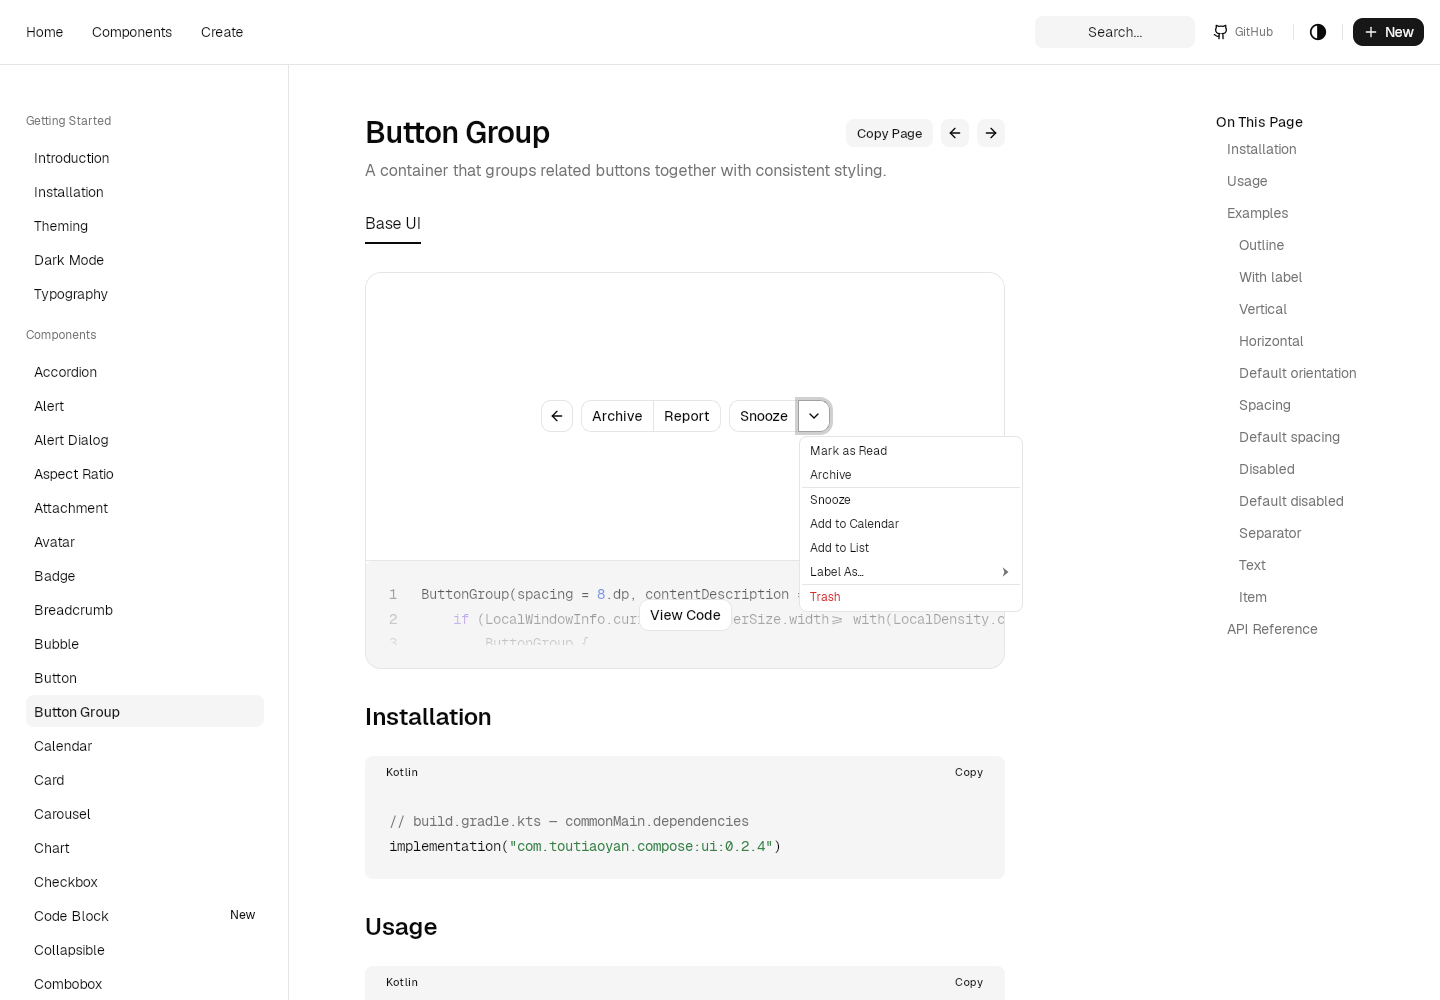 Home Components Create Search... GitHub New
Getting Started
Introduction
Installation
Theming
Dark Mode
Typography
Components
Accordion
Alert
Alert Dialog
Aspect Ratio
Attachment
Avatar
Badge
Breadcrumb
Bubble
Button
Button Group
Calendar
Card
Carousel
Chart
Checkbox
Code Block New
Collapsible
Combobox
Button Group
Copy Page
A container that groups related buttons together with consistent styling.
Base UI
Archive Report Snooze
Mark as Read
Archive
Snooze
Add to Calendar
Add to List
Label As...
Trash
1 ButtonGroup(spacing = 8.dp, contentDescription
View Code
2 if (LocalWindowInfo.cur erSize.width >= with(LocalDensity.c
3 ButtonGroup {
Installation
Kotlin Copy
// build.gradle.kts — commonMain.dependencies
implementation("com.toutiaoyan.compose:ui:0.2.4")
Usage
Kotlin Copy
On This Page
Installation
Usage
Examples
Outline
With label
Vertical
Horizontal
Default orientation
Spacing
Default spacing
Disabled
Default disabled
Separator
Text
Item
API Reference